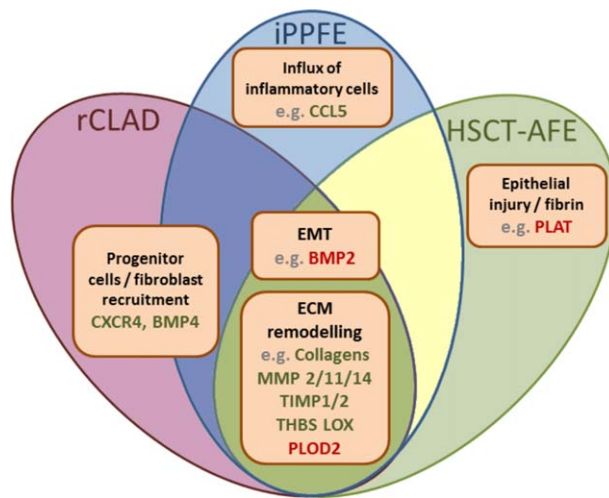 iPPFE
Influx of
inflammatory cells
e.g. CCL5
rCLAD
HSCT-AFE
Epithelial
injury / fibrin
e.g. PLAT
EMT
e.g. BMP2
Progenitor
cells / fibroblast
recruitment
CXCR4, BMP4
ECM
remodelling
e.g. Collagens
MMP 2/11/14
TIMP1/2
THBS LOX
PLOD2